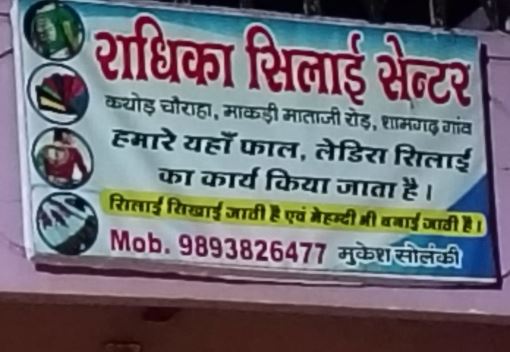 राधिका सिलाई सेन्टर
कयोड़ चौराहा, माकड़ी माताजी रोड़, शामगढ़ गांव
हमारे यहाँ फाल, लेडिस सिलाई
का कार्य किया जाता है।
सिलाई सिखाई जाती है एवं मेहन्दी भी बनाई जाती है।
Mob. 9893826477 मुकेश सोलंकी